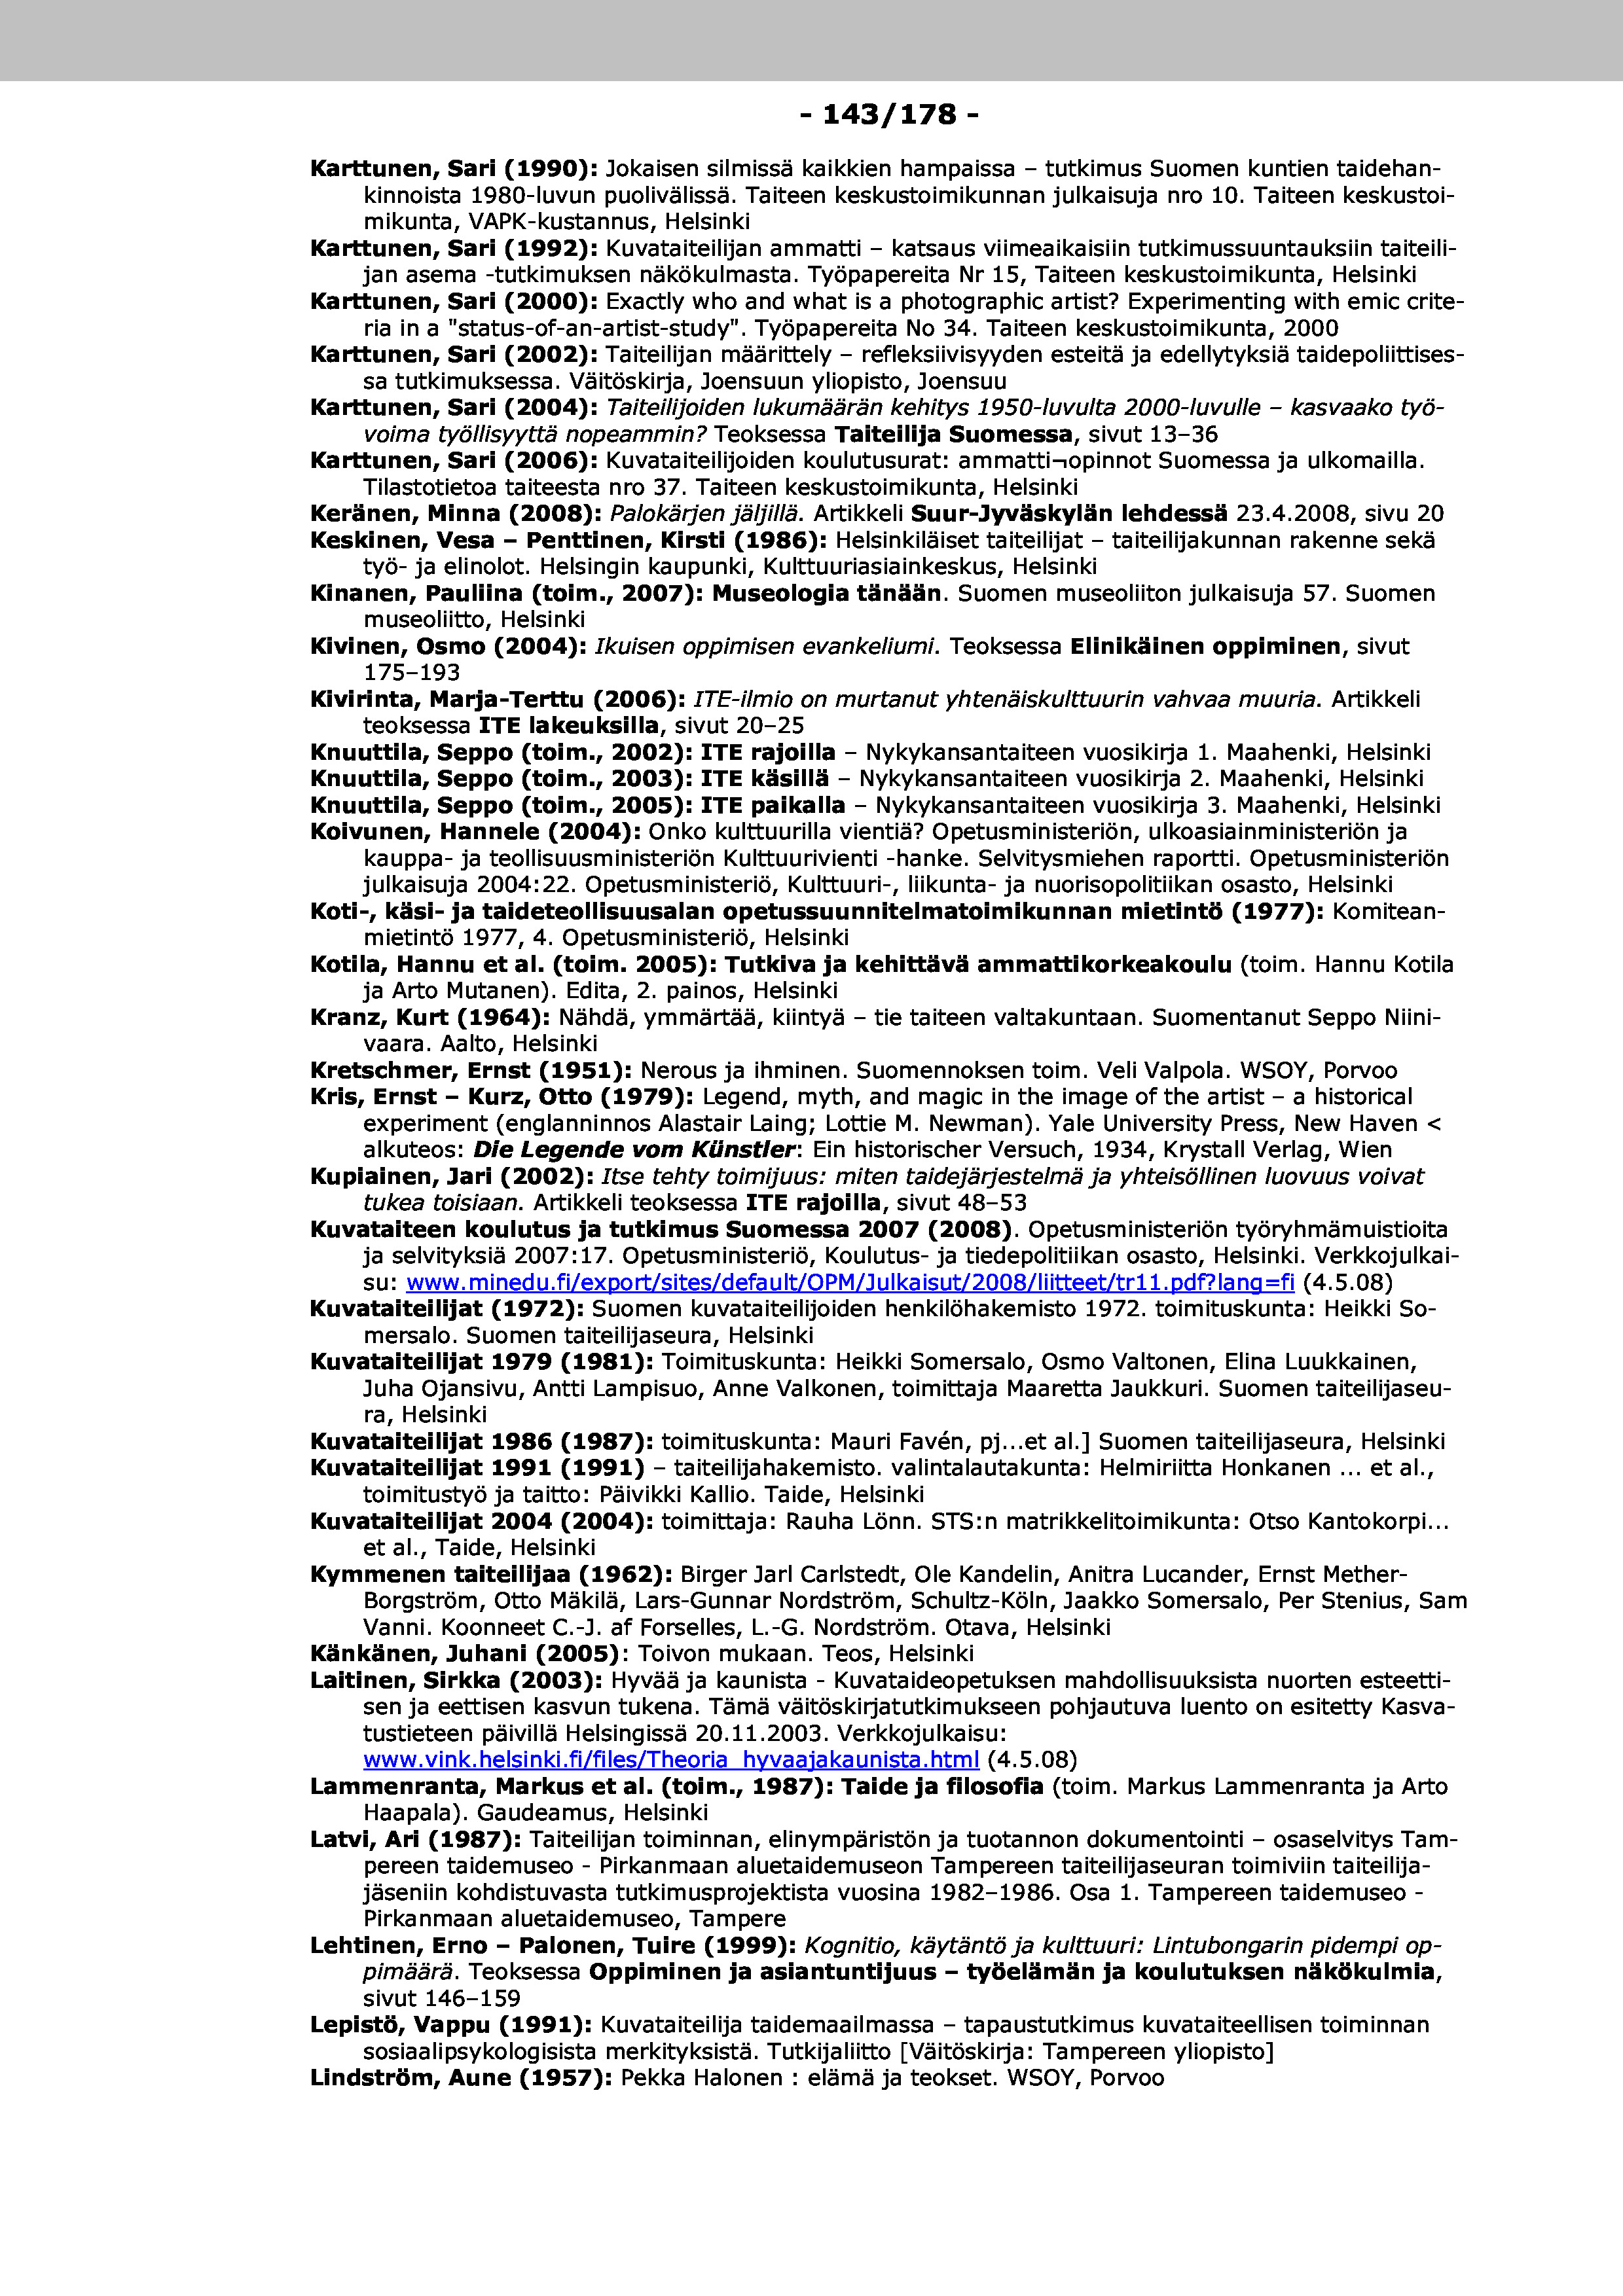 - 143/178 -
Karttunen, Sari (1990): Jokaisen silmissä kaikkien hampaissa – tutkimus Suomen kuntien taidehan-
kinnoista 1980-luvun puolivälissä. Taiteen keskustoimikunnan julkaisuja nro 10. Taiteen keskustoi-
mikunta, VAPK-kustannus, Helsinki
Karttunen, Sari (1992): Kuvataiteilijan ammatti – katsaus viimeaikaisiin tutkimussuuntauksiin taiteili-
jan asema -tutkimuksen näkökulmasta. Työpapereita Nr 15, Taiteen keskustoimikunta, Helsinki
Karttunen, Sari (2000): Exactly who and what is a photographic artist? Experimenting with emic crite-
ria in a "status-of-an-artist-study". Työpapereita No 34. Taiteen keskustoimikunta, 2000
Karttunen, Sari (2002): Taiteilijan määrittely – refleksiivisyyden esteitä ja edellytyksiä taidepoliittises-
sa tutkimuksessa. Väitöskirja, Joensuun yliopisto, Joensuu
Karttunen, Sari (2004): Taiteilijoiden lukumäärän kehitys 1950-luvulta 2000-luvulle – kasvaako työ-
voima työllisyyttä nopeammin? Teoksessa Taiteilija Suomessa, sivut 13–36
Karttunen, Sari (2006): Kuvataiteilijoiden koulutusurat: ammatti¬opinnot Suomessa ja ulkomailla.
Tilastotietoa taiteesta nro 37. Taiteen keskustoimikunta, Helsinki
Keränen, Minna (2008): Palokärjen jäljillä. Artikkeli Suur-Jyväskylän lehdessä 23.4.2008, sivu 20
Keskinen, Vesa – Penttinen, Kirsti (1986): Helsinkiläiset taiteilijat – taiteilijakunnan rakenne sekä
työ- ja elinolot. Helsingin kaupunki, Kulttuuriasiainkeskus, Helsinki
Kinanen, Pauliina (toim., 2007): Museologia tänään. Suomen museoliiton julkaisuja 57. Suomen
museoliitto, Helsinki
Kivinen, Osmo (2004): Ikuisen oppimisen evankeliumi. Teoksessa Elinikäinen oppiminen, sivut
175–193
Kivirinta, Marja-Terttu (2006): ITE-ilmio on murtanut yhtenäiskulttuurin vahvaa muuria. Artikkeli
teoksessa ITE lakeuksilla, sivut 20–25
Knuuttila, Seppo (toim., 2002): ITE rajoilla – Nykykansantaiteen vuosikirja 1. Maahenki, Helsinki
Knuuttila, Seppo (toim., 2003): ITE käsillä – Nykykansantaiteen vuosikirja 2. Maahenki, Helsinki
Knuuttila, Seppo (toim., 2005): ITE paikalla – Nykykansantaiteen vuosikirja 3. Maahenki, Helsinki
Koivunen, Hannele (2004): Onko kulttuurilla vientiä? Opetusministeriön, ulkoasiainministeriön ja
kauppa- ja teollisuusministeriön Kulttuurivienti -hanke. Selvitysmiehen raportti. Opetusministeriön
julkaisuja 2004:22. Opetusministeriö, Kulttuuri-, liikunta- ja nuorisopolitiikan osasto, Helsinki
Koti-, käsi- ja taideteollisuusalan opetussuunnitelmatoimikunnan mietintö (1977): Komitean-
mietintö 1977, 4. Opetusministeriö, Helsinki
Kotila, Hannu et al. (toim. 2005): Tutkiva ja kehittävä ammattikorkeakoulu (toim. Hannu Kotila
ja Arto Mutanen). Edita, 2. painos, Helsinki
Kranz, Kurt (1964): Nähdä, ymmärtää, kiintyä – tie taiteen valtakuntaan. Suomentanut Seppo Niini-
vaara. Aalto, Helsinki
Kretschmer, Ernst (1951): Nerous ja ihminen. Suomennoksen toim. Veli Valpola. WSOY, Porvoo
Kris, Ernst – Kurz, Otto (1979): Legend, myth, and magic in the image of the artist – a historical
experiment (englanninnos Alastair Laing; Lottie M. Newman). Yale University Press, New Haven <
alkuteos: Die Legende vom Künstler: Ein historischer Versuch, 1934, Krystall Verlag, Wien
Kupiainen, Jari (2002): Itse tehty toimijuus: miten taidejärjestelmä ja yhteisöllinen luovuus voivat
tukea toisiaan. Artikkeli teoksessa ITE rajoilla, sivut 48–53
Kuvataiteen koulutus ja tutkimus Suomessa 2007 (2008). Opetusministeriön työryhmämuistioita
ja selvityksiä 2007:17. Opetusministeriö, Koulutus- ja tiedepolitiikan osasto, Helsinki. Verkkojulkai-
su: www.minedu.fi/export/sites/default/OPM/Julkaisut/2008/liitteet/tr11.pdf?lang=fi (4.5.08)
Kuvataiteilijat (1972): Suomen kuvataiteilijoiden henkilöhakemisto 1972. toimituskunta: Heikki So-
mersalo. Suomen taiteilijaseura, Helsinki
Kuvataiteilijat 1979 (1981): Toimituskunta: Heikki Somersalo, Osmo Valtonen, Elina Luukkainen,
Juha Ojansivu, Antti Lampisuo, Anne Valkonen, toimittaja Maaretta Jaukkuri. Suomen taiteilijaseu-
ra, Helsinki
Kuvataiteilijat 1986 (1987): toimituskunta: Mauri Favén, pj...et al.] Suomen taiteilijaseura, Helsinki
Kuvataiteilijat 1991 (1991) – taiteilijahakemisto. valintalautakunta: Helmiriitta Honkanen ... et al.,
toimitustyö ja taitto: Päivikki Kallio. Taide, Helsinki
Kuvataiteilijat 2004 (2004): toimittaja: Rauha Lönn. STS:n matrikkelitoimikunta: Otso Kantokorpi...
et al., Taide, Helsinki
Kymmenen taiteilijaa (1962): Birger Jarl Carlstedt, Ole Kandelin, Anitra Lucander, Ernst Mether-
Borgström, Otto Mäkilä, Lars-Gunnar Nordström, Schultz-Köln, Jaakko Somersalo, Per Stenius, Sam
Vanni. Koonneet C.-J. af Forselles, L.-G. Nordström. Otava, Helsinki
Känkänen, Juhani (2005): Toivon mukaan. Teos, Helsinki
Laitinen, Sirkka (2003): Hyvää ja kaunista - Kuvataideopetuksen mahdollisuuksista nuorten esteetti-
sen ja eettisen kasvun tukena. Tämä väitöskirjatutkimukseen pohjautuva luento on esitetty Kasva-
tustieteen päivillä Helsingissä 20.11.2003. Verkkojulkaisu:
www.vink.helsinki.fi/files/Theoria_hyvaajakaunista.html (4.5.08)
Lammenranta, Markus et al. (toim., 1987): Taide ja filosofia (toim. Markus Lammenranta ja Arto
Haapala). Gaudeamus, Helsinki
Latvi, Ari (1987): Taiteilijan toiminnan, elinympäristön ja tuotannon dokumentointi – osaselvitys Tam-
pereen taidemuseo - Pirkanmaan aluetaidemuseon Tampereen taiteilijaseuran toimiviin taiteilija-
jäseniin kohdistuvasta tutkimusprojektista vuosina 1982–1986. Osa 1. Tampereen taidemuseo -
Pirkanmaan aluetaidemuseo, Tampere
Lehtinen, Erno – Palonen, Tuire (1999): Kognitio, käytäntö ja kulttuuri: Lintubongarin pidempi op-
pimäärä. Teoksessa Oppiminen ja asiantuntijuus – työelämän ja koulutuksen näkökulmia,
sivut 146–159
Lepistö, Vappu (1991): Kuvataiteilija taidemaailmassa – tapaustutkimus kuvataiteellisen toiminnan
sosiaalipsykologisista merkityksistä. Tutkijaliitto [Väitöskirja: Tampereen yliopisto]
Lindström, Aune (1957): Pekka Halonen : elämä ja teokset. WSOY, Porvoo